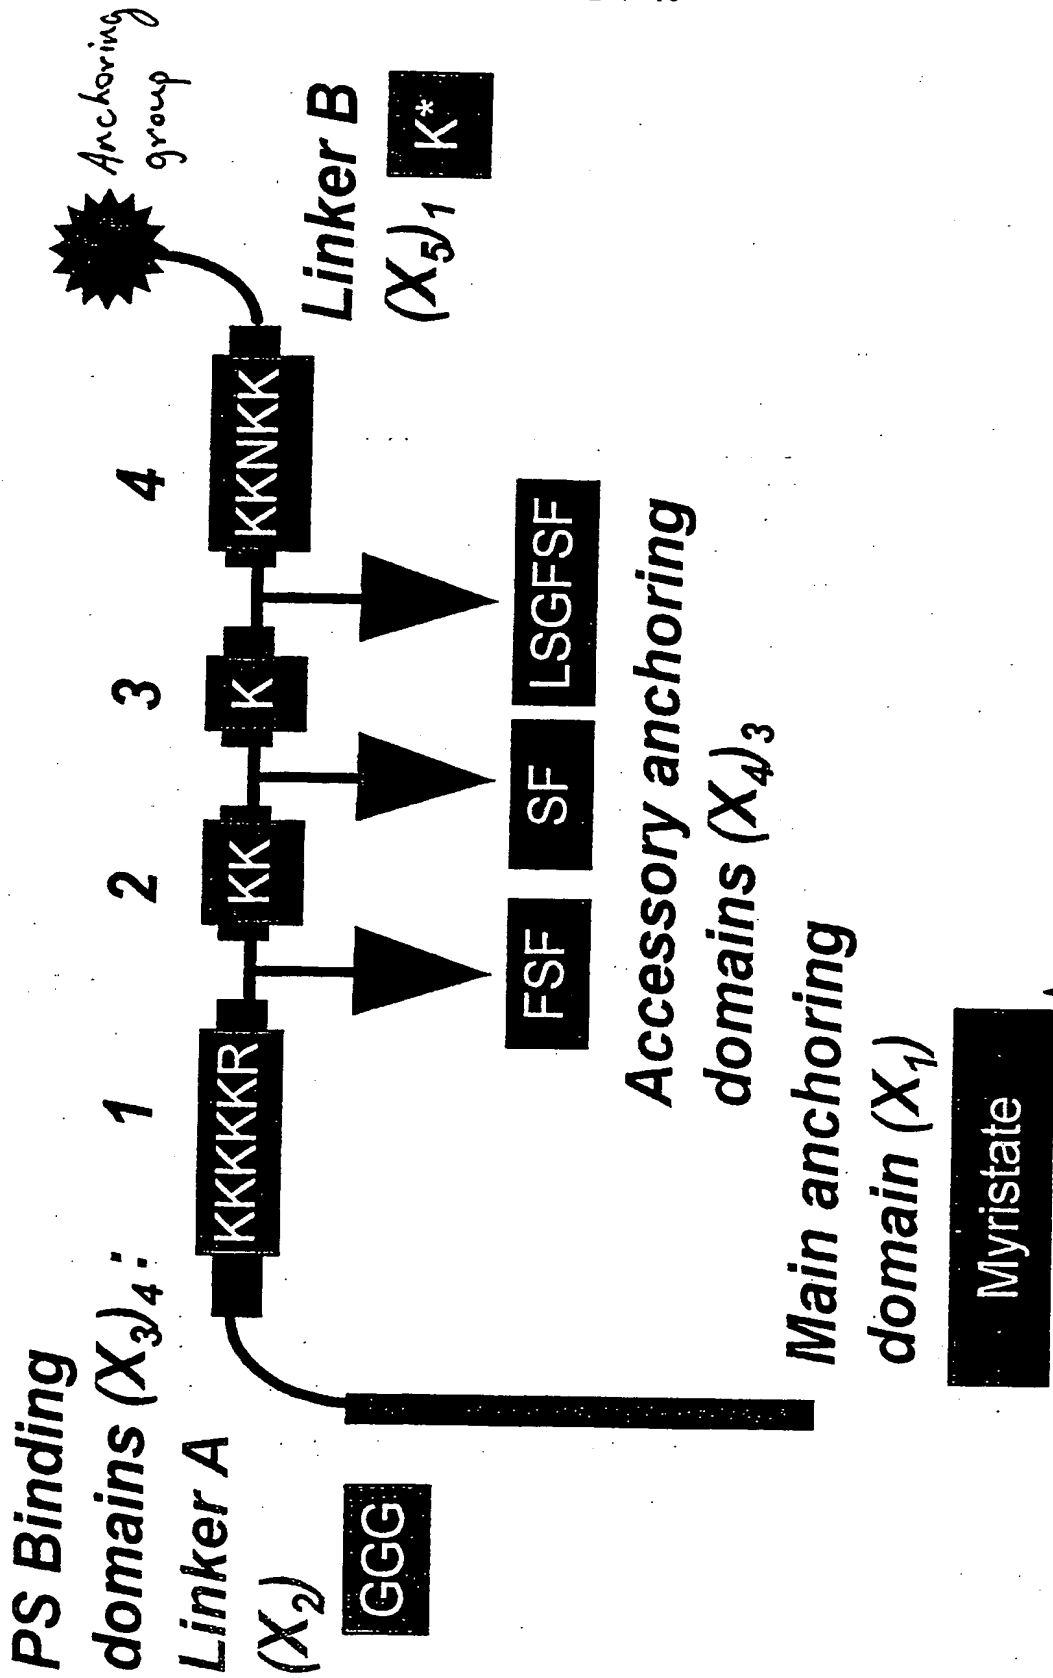 PS Binding
domains (X3)4:
1
2
3
4
Anchoring
group
KKKKKR
KK
K
KKNKK
Linker A
(X2)
GGG
Linker B
(X5)1
K*
FSF
SF
LSGFSF
Accessory anchoring
domains (X4)3
Main anchoring
domain (X1)
Myristate